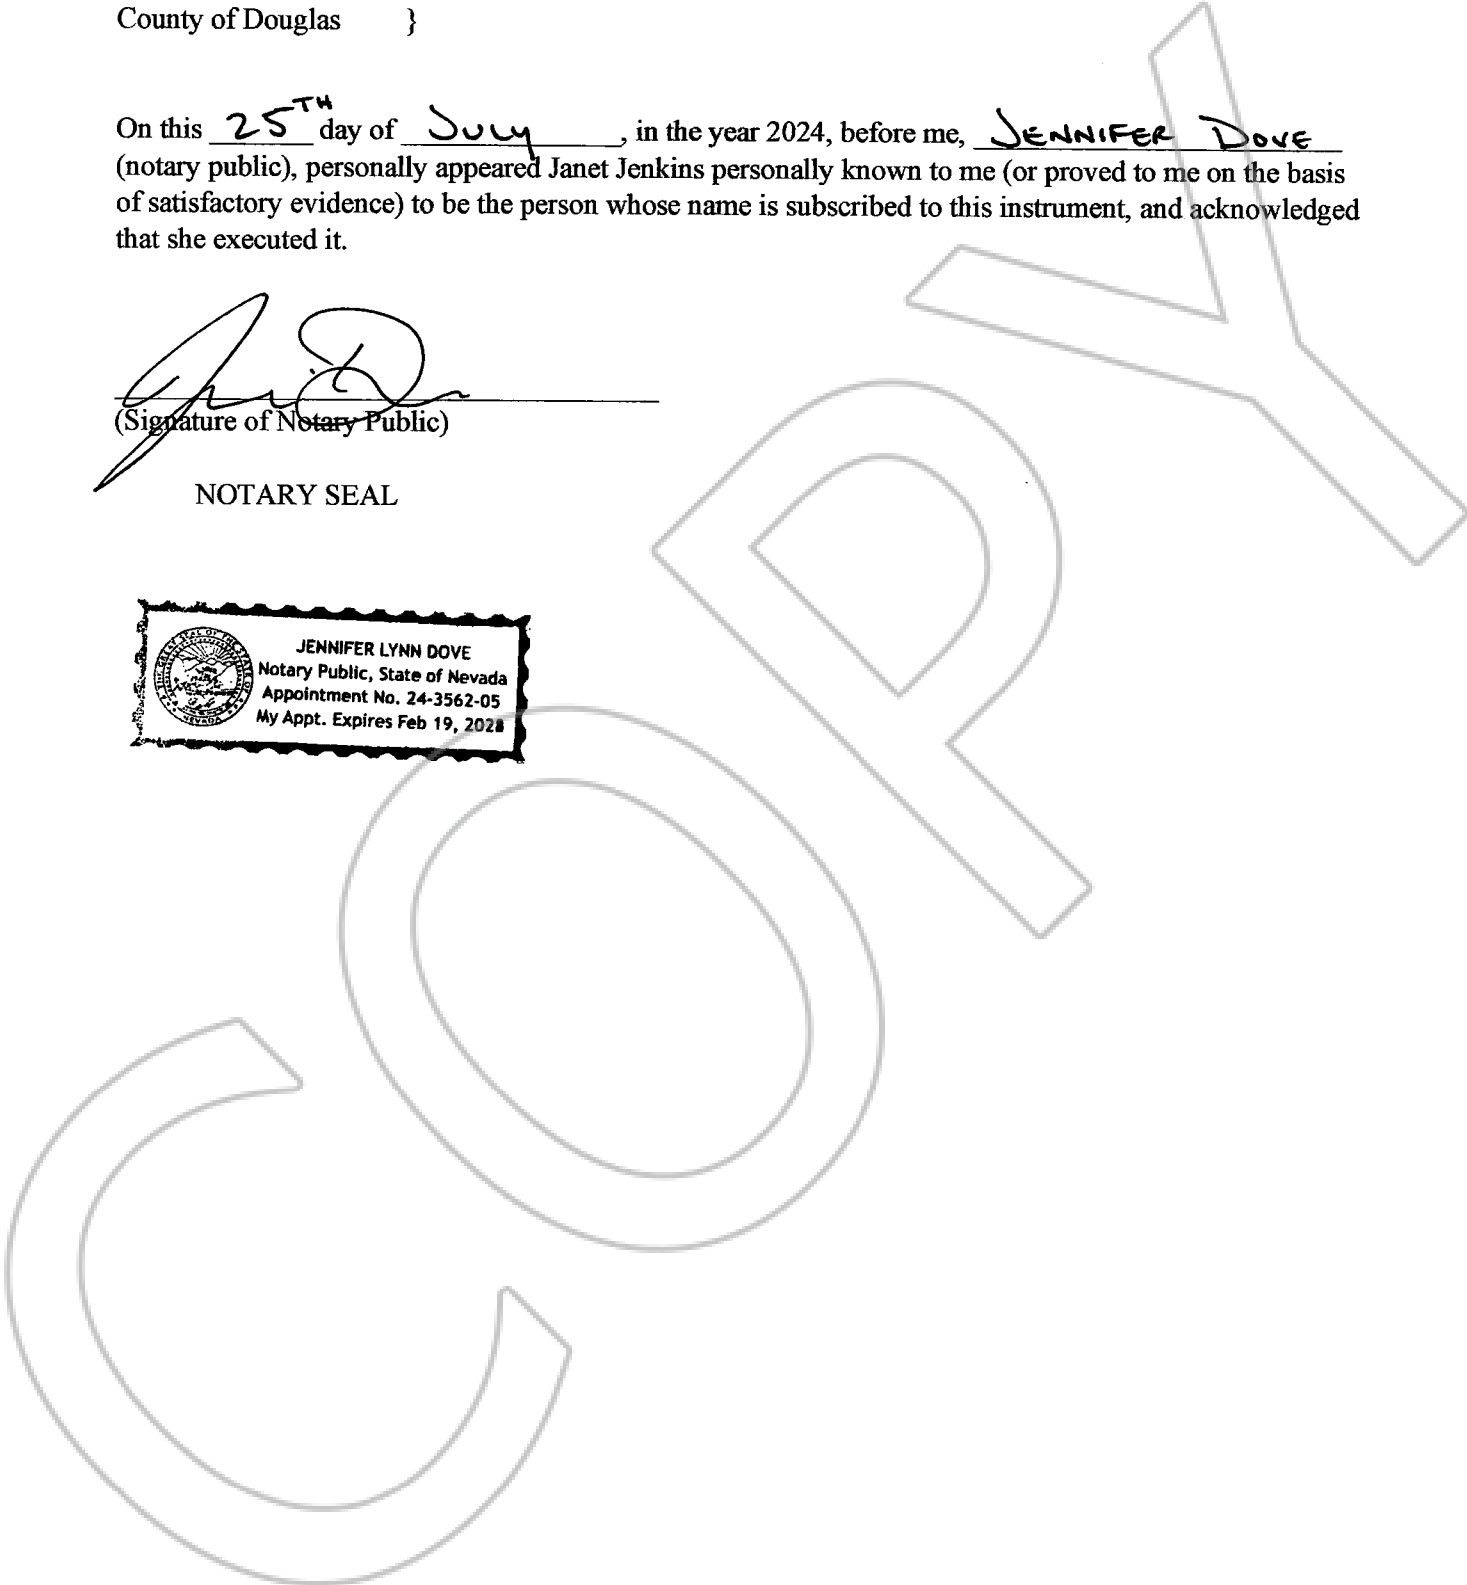 County of Douglas }
On this 25TH day of July, in the year 2024, before me, JENNIFER DOVE
(notary public), personally appeared Janet Jenkins personally known to me (or proved to me on the basis
of satisfactory evidence) to be the person whose name is subscribed to this instrument, and acknowledged
that she executed it.
(Signature of Notary Public)
NOTARY SEAL
JENNIFER LYNN DOVE
Notary Public, State of Nevada
Appointment No. 24-3562-05
My Appt. Expires Feb 19, 2028
COPY